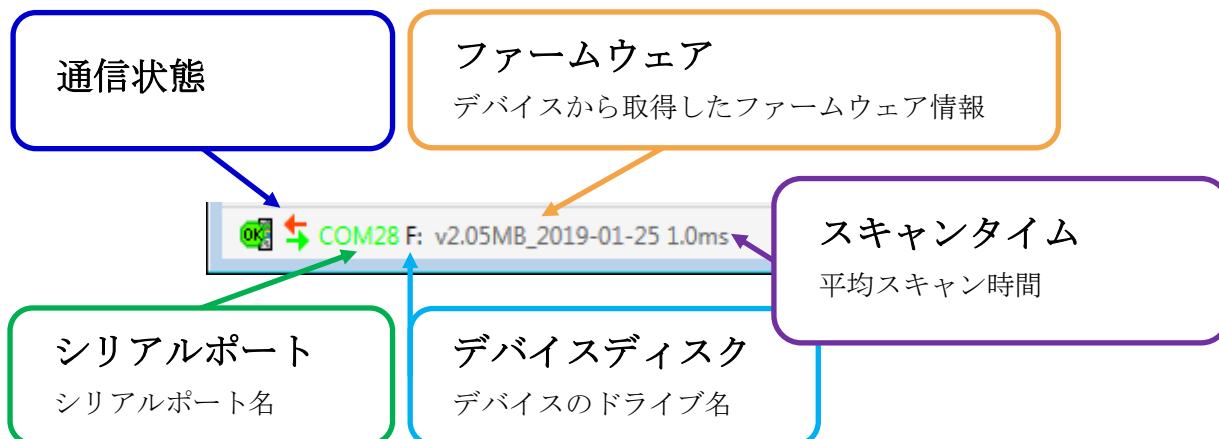 通信状態
ファームウェア
デバイスから取得したファームウェア情報
OK COM28 F: v2.05MB_2019-01-25 1.0ms
スキャンタイム
平均スキャン時間
シリアルポート
シリアルポート名
デバイスディスク
デバイスのドライブ名